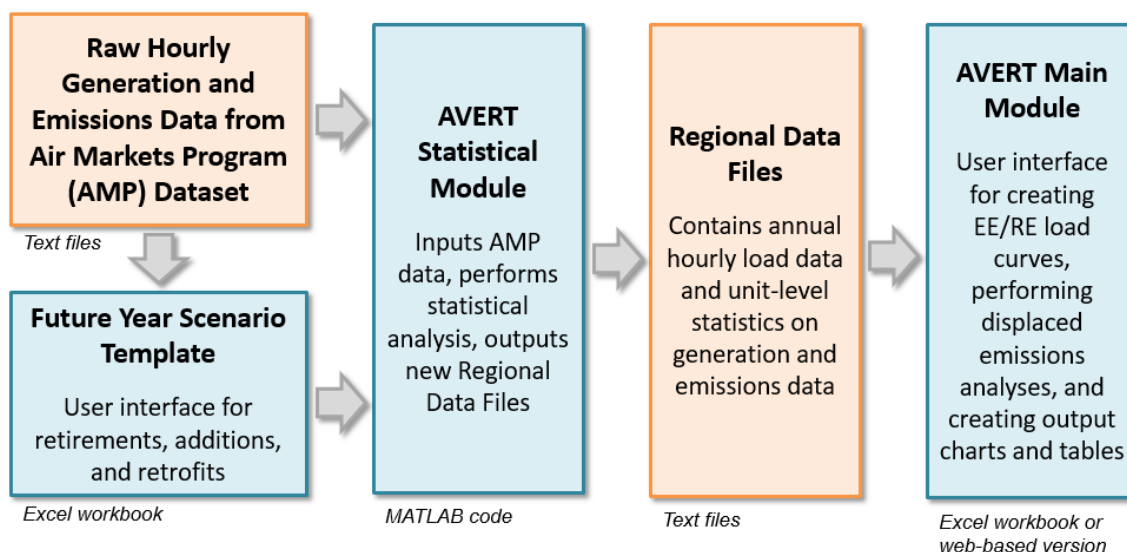 Raw Hourly
Generation and
Emissions Data from
Air Markets Program
(AMP) Dataset
Text files
Future Year Scenario
Template
User interface for
retirements, additions,
and retrofits
Excel workbook
AVERT
Statistical
Module
Inputs AMP
data, performs
statistical
analysis, outputs
new Regional
Data Files
MATLAB code
Regional Data
Files
Contains annual
hourly load data
and unit-level
statistics on
generation and
emissions data
Text files
AVERT Main
Module
User interface
for creating
EE/RE load
curves,
performing
displaced
emissions
analyses, and
creating output
charts and tables
Excel workbook or
web-based version